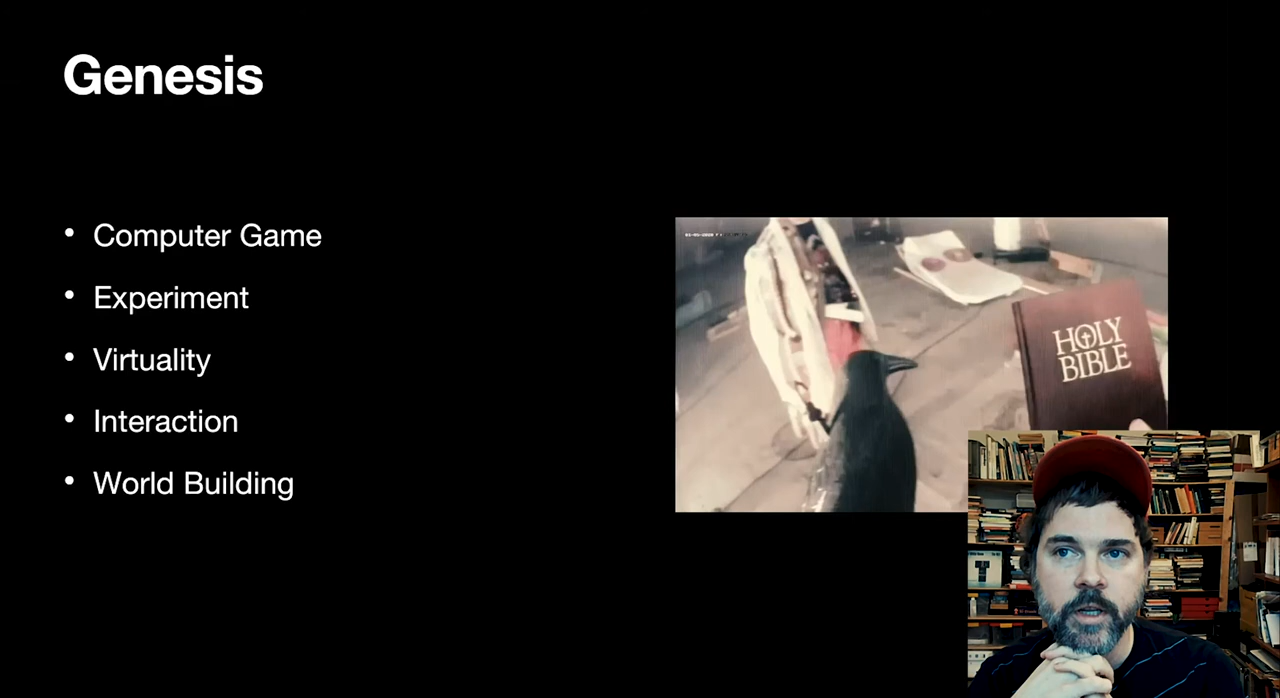 Genesis
• Computer Game
• Experiment
• Virtuality
• Interaction
• World Building
HOLY
BIBLE